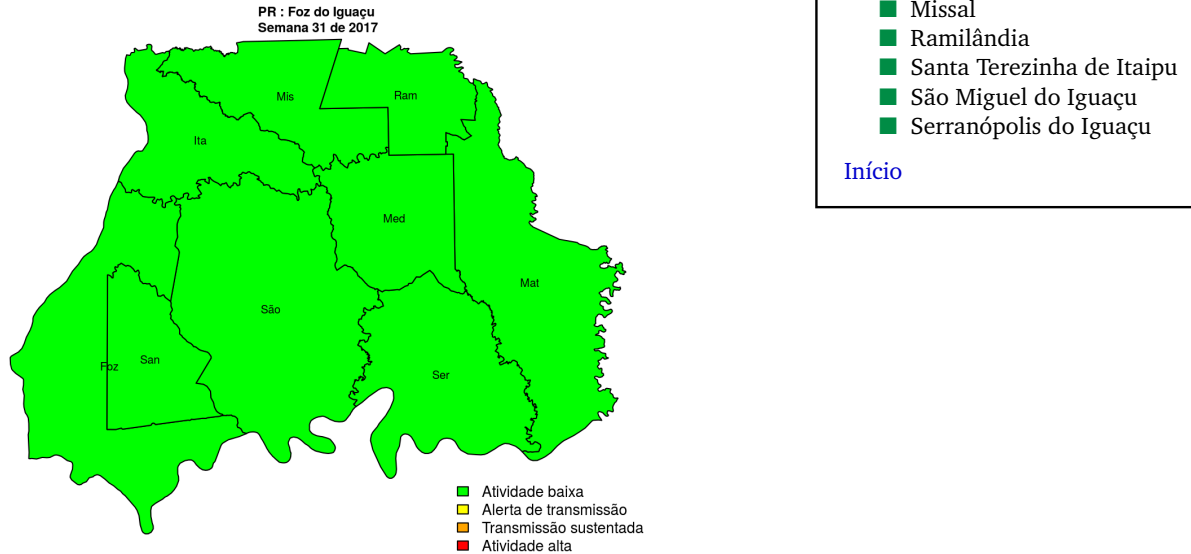 PR : Foz do Iguaçu
Semana 31 de 2017
Mis
Ram
Ita
Med
Mat
São
Foz
San
Ser
Atividade baixa
Alerta de transmissão
Transmissão sustentada
Atividade alta
Missal
Ramilândia
Santa Terezinha de Itaipu
São Miguel do Iguaçu
Serranópolis do Iguaçu
Início